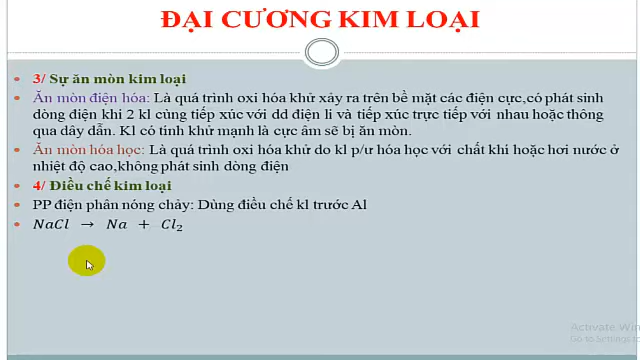 ĐẠI CƯƠNG KIM LOẠI
3/ Sự ăn mòn kim loại
Ăn mòn điện hóa: Là quá trình oxi hóa khử xảy ra trên bề mặt các điện cực,có phát sinh
dòng điện khi 2 kl cùng tiếp xúc với dd điện li và tiếp xúc trực tiếp với nhau hoặc thông
qua dây dẫn. Kl có tính khử mạnh là cực âm sẽ bị ăn mòn.
Ăn mòn hóa học: Là quá trình oxi hóa khử do kl p/ư hóa học với chất khi hoặc hơi nước ở
nhiệt độ cao,không phát sinh dòng điện
4/ Điều chế kim loại
PP điện phân nóng chảy: Dùng điều chế kl trước Al
NaCl → Na + Cl₂
Activate Win
Go to Settings to